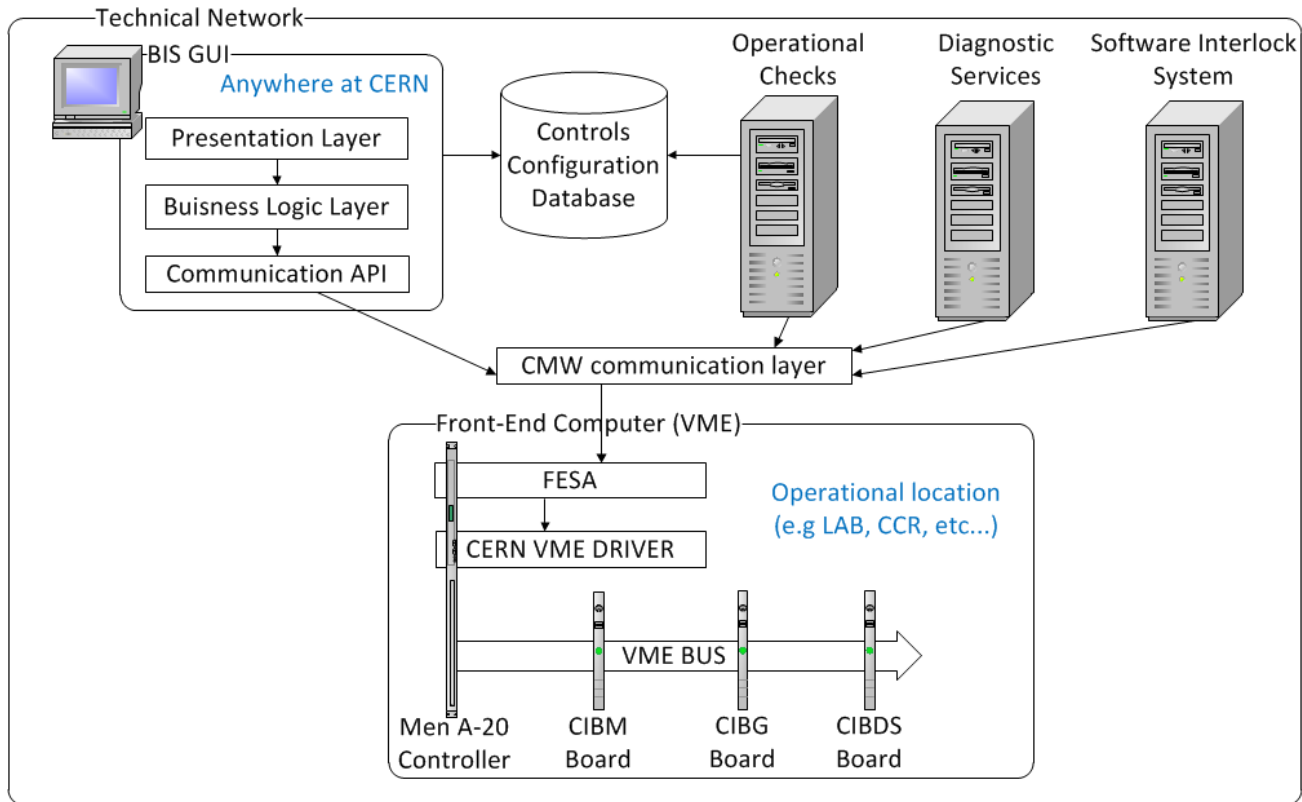 Technical Network
BIS GUI
Anywhere at CERN
Presentation Layer
Buisness Logic Layer
Communication API
Controls
Configuration
Database
Operational
Checks
Diagnostic
Services
Software Interlock
System
CMW communication layer
Front-End Computer (VME)
FESA
CERN VME DRIVER
Operational location
(e.g LAB, CCR, etc...)
VME BUS
Men A-20
Controller
CIBM
Board
CIBG
Board
CIBDS
Board